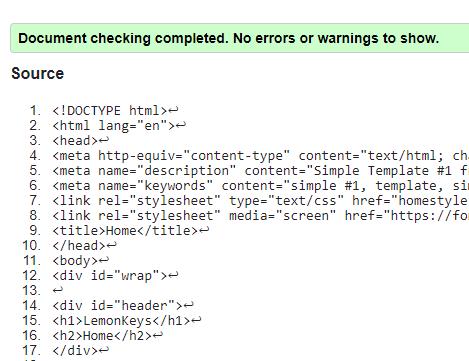 Document checking completed. No errors or warnings to show.
Source
1. <!DOCTYPE html>↩
2. <html lang="en">↩
3. <head>↩
4. <meta http-equiv="content-type" content="text/html;
5. <meta name="description" content="Simple Template #1
6. <meta name="keywords" content="simple #1, template,
7. <link rel="stylesheet" type="text/css" href="homestyle
8. <link rel="stylesheet" media="screen" href="https://fo
9. <title>Home</title>↩
10. </head>↩
11. <body>↩
12. <div id="wrap">↩
13. ↩
14. <div id="header">↩
15. <h1>LemonKeys</h1>↩
16. <h2>Home</h2>↩
17. </div>↩